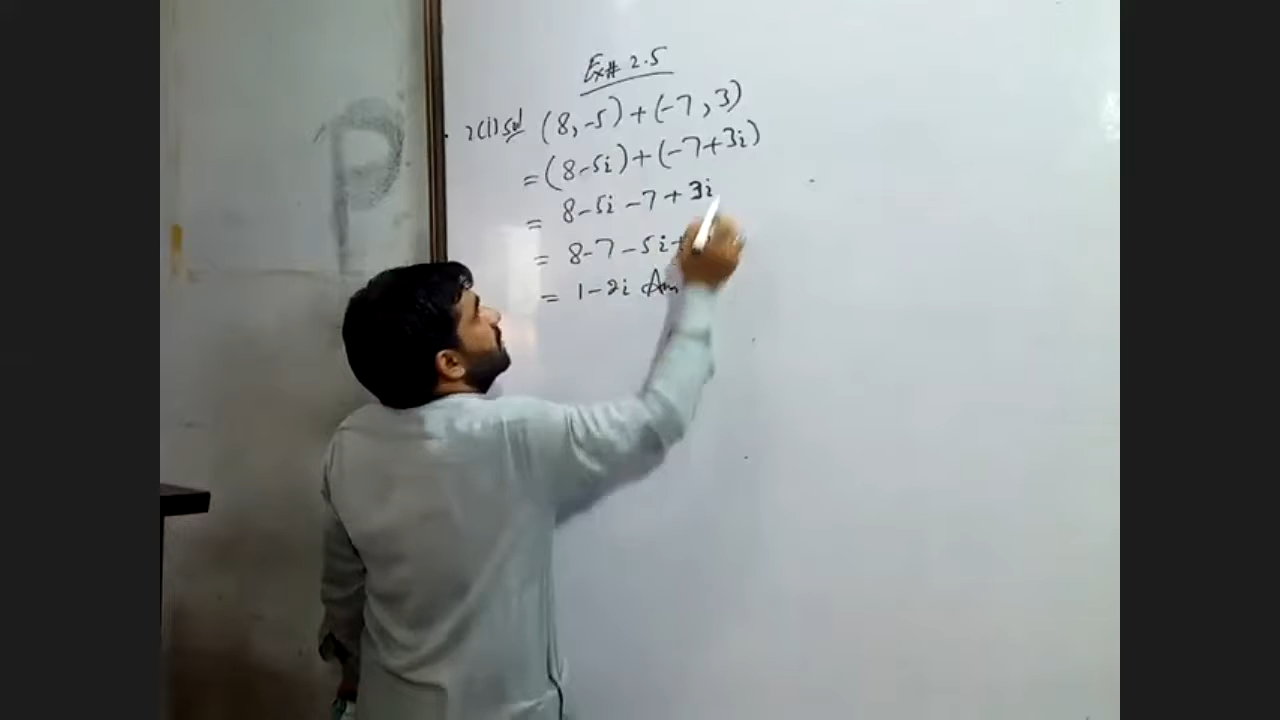 Ex# 2.5
2(i) Sol (8, -5) + (-7, 3)
= (8-5i) + (-7+3i)
= 8-5i -7+3i
= 8-7-5i+
= 1-2i Ans
P